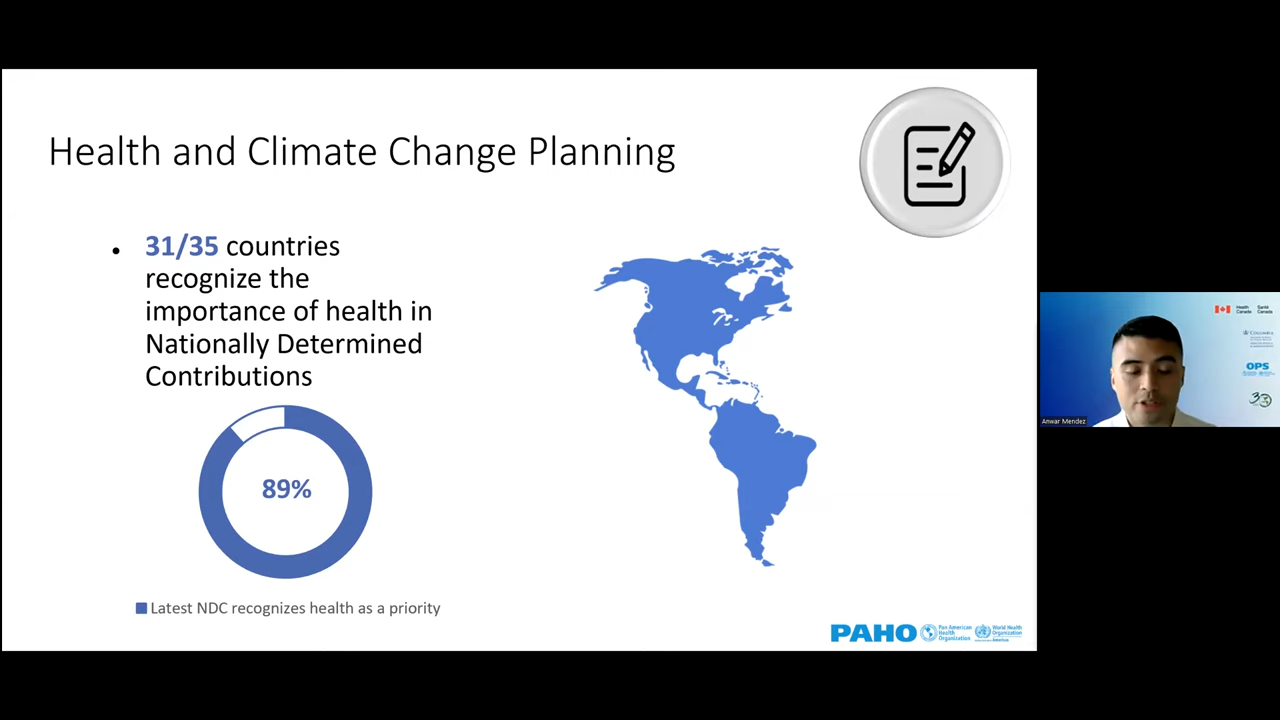 Health and Climate Change Planning
• 31/35 countries
recognize the
importance of health in
Nationally Determined
Contributions
89%
Latest NDC recognizes health as a priority
PAHO
Pan American
Health
Organization
World Health
Organization
Health
Canada
Santé
Canada
COLUMBIA
OPS
30
Anwar Mendez